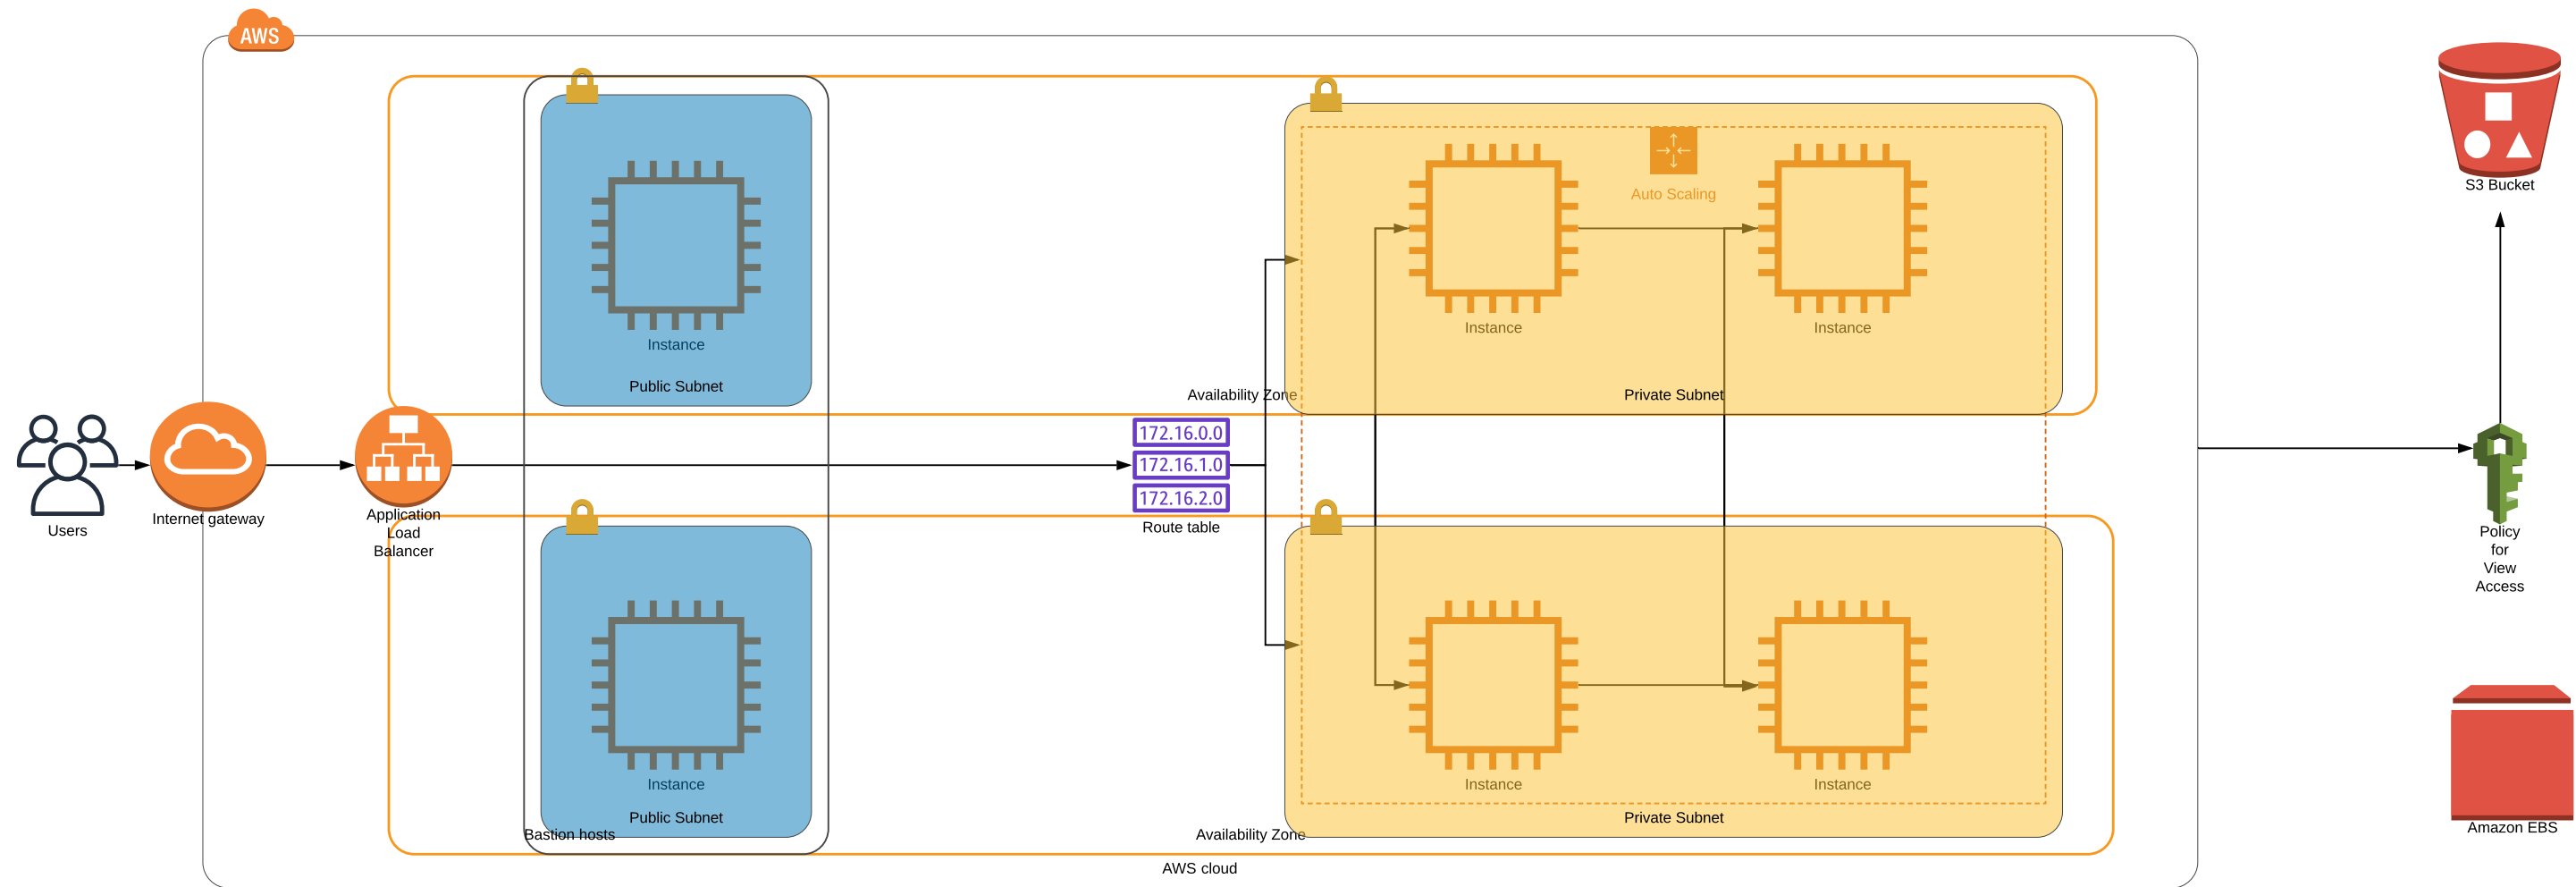 AWS
S3 Bucket
Auto Scaling
Instance
Instance
Instance
Public Subnet
Availability Zone
Private Subnet
172.16.0.0
172.16.1.0
172.16.2.0
Route table
Users
Internet gateway
Application
Load
Balancer
Policy
for
View
Access
Instance
Instance
Instance
Public Subnet
Private Subnet
Bastion hosts
Availability Zone
Amazon EBS
AWS cloud